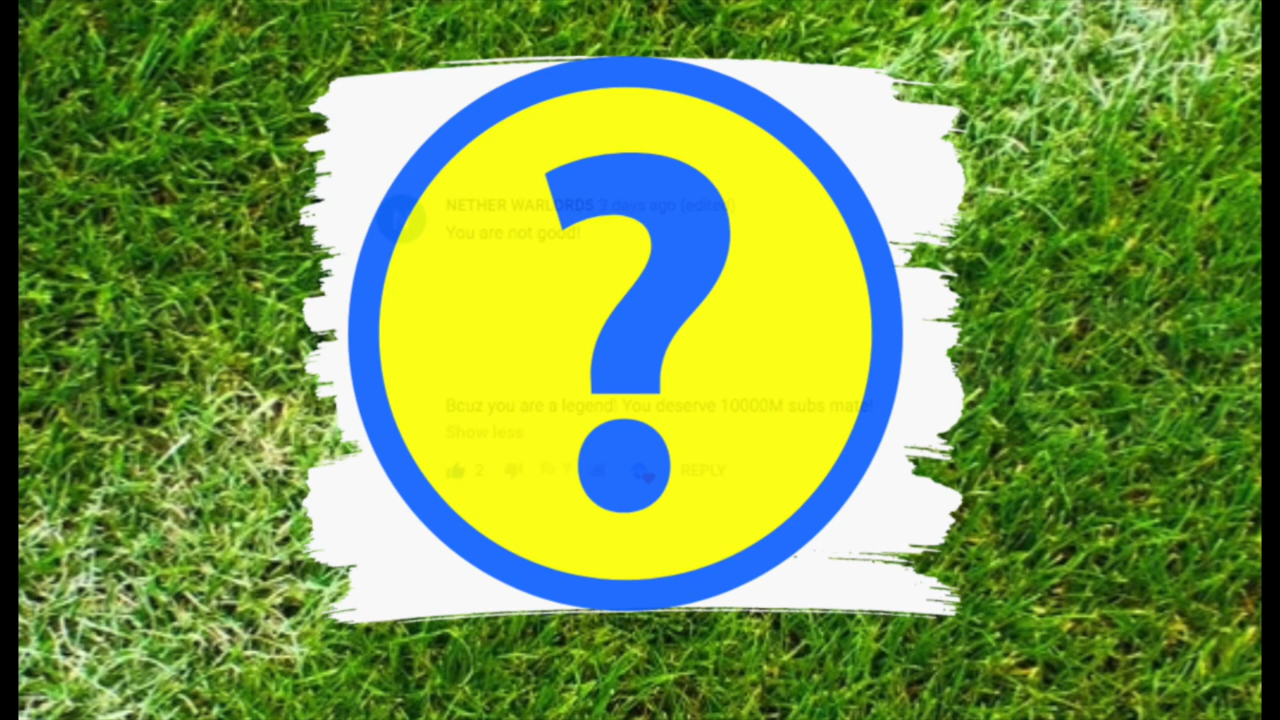 ?
NETHER WARLORDS 3 days ago (edited)
You are not good!
Bcuz you are a legend! You deserve 10000M subs mate!
Show less
2
REPLY